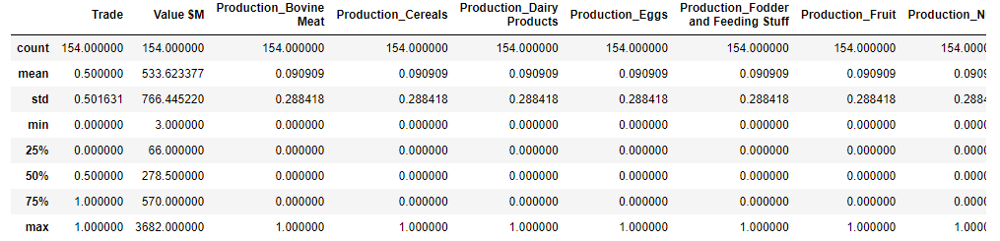 Trade Value $M Production_Bovine Meat Production_Cereals Production_Dairy Products Production_Eggs Production_Fodder and Feeding Stuff Production_Fruit Production_N
count 154.000000 154.000000 154.000000 154.000000 154.000000 154.000000 154.000000 154.000000 154.000
mean 0.500000 533.623377 0.090909 0.090909 0.090909 0.090909 0.090909 0.090909 0.0909
std 0.501631 766.445220 0.288418 0.288418 0.288418 0.288418 0.288418 0.288418 0.2884
min 0.000000 3.000000 0.000000 0.000000 0.000000 0.000000 0.000000 0.000000 0.0000
25% 0.000000 66.000000 0.000000 0.000000 0.000000 0.000000 0.000000 0.000000 0.0000
50% 0.500000 278.500000 0.000000 0.000000 0.000000 0.000000 0.000000 0.000000 0.0000
75% 1.000000 570.000000 0.000000 0.000000 0.000000 0.000000 0.000000 0.000000 0.0000
max 1.000000 3682.000000 1.000000 1.000000 1.000000 1.000000 1.000000 1.000000 1.0000